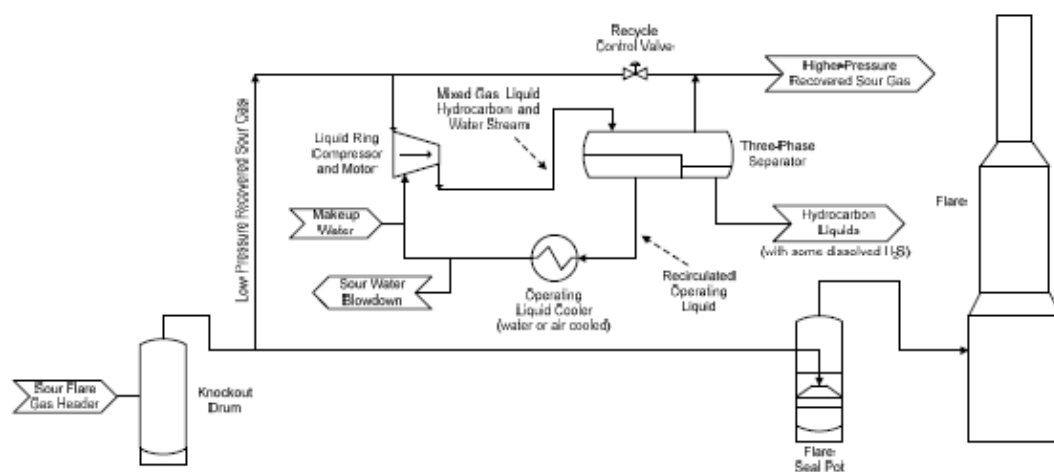 Recycle
Control Valve
Higher-Pressure
Recovered Sour Gas
Mixed Gas, Liquid
Hydrocarbon and
Water Stream
Liquid Ring
Compressor
and Motor
Three-Phase
Separator
Low Pressure Recovered Sour Gas
Flare
Makeup
Water
Hydrocarbon
Liquids
(with some dissolved H₂S)
Sour Water
Blowdown
Operating
Liquid Cooler
(water or air cooled)
Recirculated
Operating
Liquid
Sour Flare
Gas Header
Knockout
Drum
Flare
Seal Pot